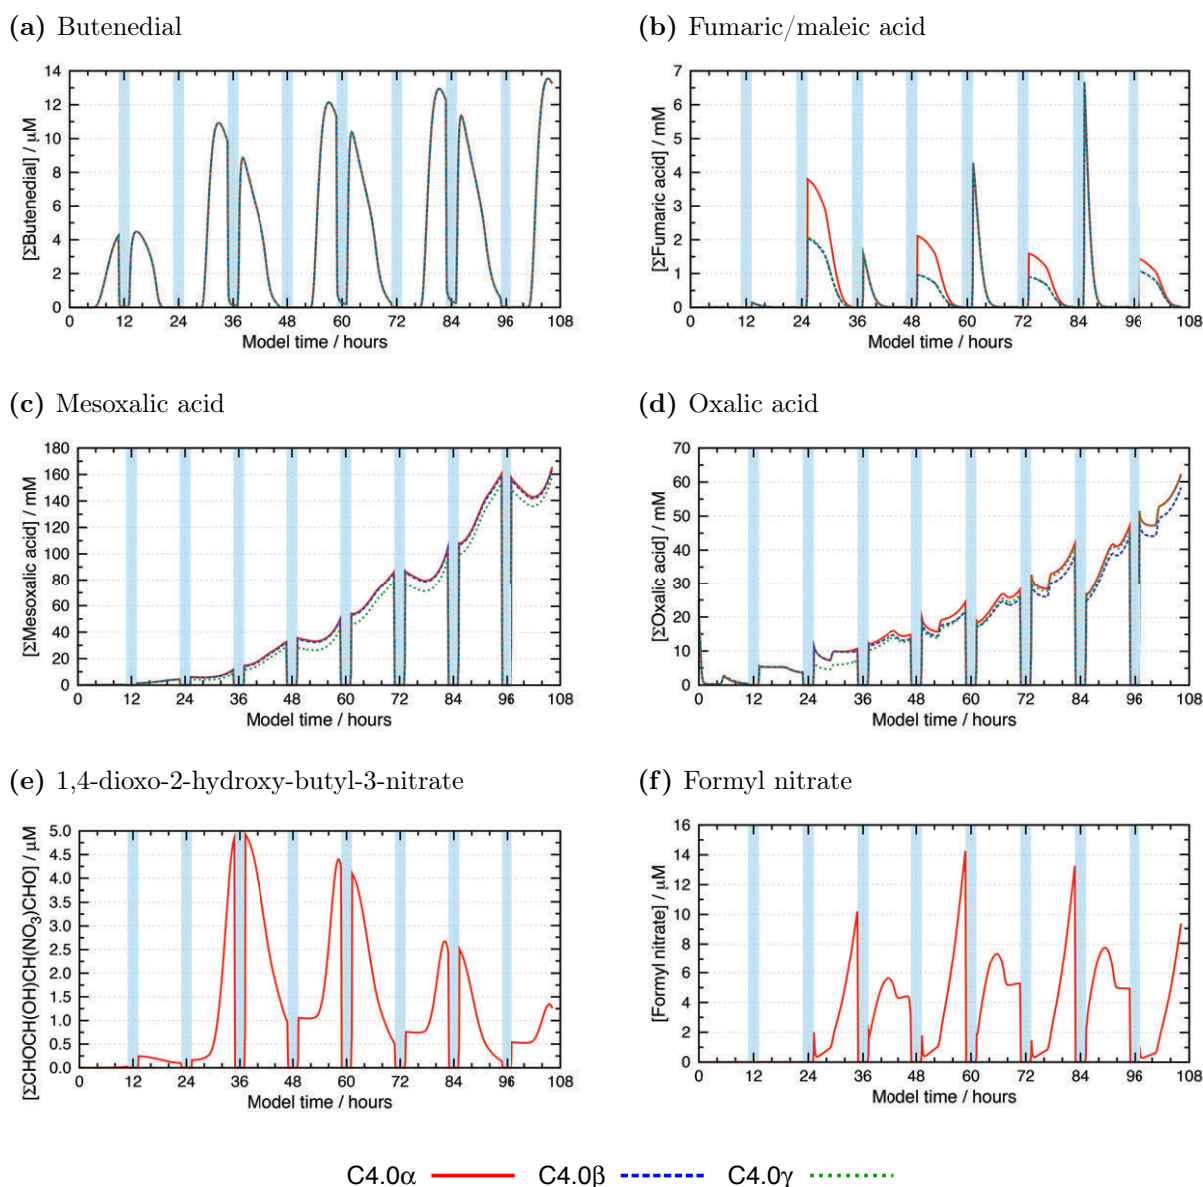 (a) Butenedial
(b) Fumaric/maleic acid
[ΣButenedial] / μM
14
12
10
8
6
4
2
0
0 12 24 36 48 60 72 84 96 108
Model time / hours
[ΣFumaric acid] / mM
7
6
5
4
3
2
1
0
0 12 24 36 48 60 72 84 96 108
Model time / hours
(c) Mesoxalic acid
(d) Oxalic acid
[ΣMesoxalic acid] / mM
180
160
140
120
100
80
60
40
20
0
0 12 24 36 48 60 72 84 96 108
Model time / hours
[ΣOxalic acid] / mM
70
60
50
40
30
20
10
0
0 12 24 36 48 60 72 84 96 108
Model time / hours
(e) 1,4-dioxo-2-hydroxy-butyl-3-nitrate
(f) Formyl nitrate
[ΣCHOCH(OH)CH(NO3)CHO] / μM
5.0
4.5
4.0
3.5
3.0
2.5
2.0
1.5
1.0
0.5
0.0
0 12 24 36 48 60 72 84 96 108
Model time / hours
[Formyl nitrate] / μM
16
14
12
10
8
6
4
2
0
0 12 24 36 48 60 72 84 96 108
Model time / hours
C4.0α C4.0β C4.0γ